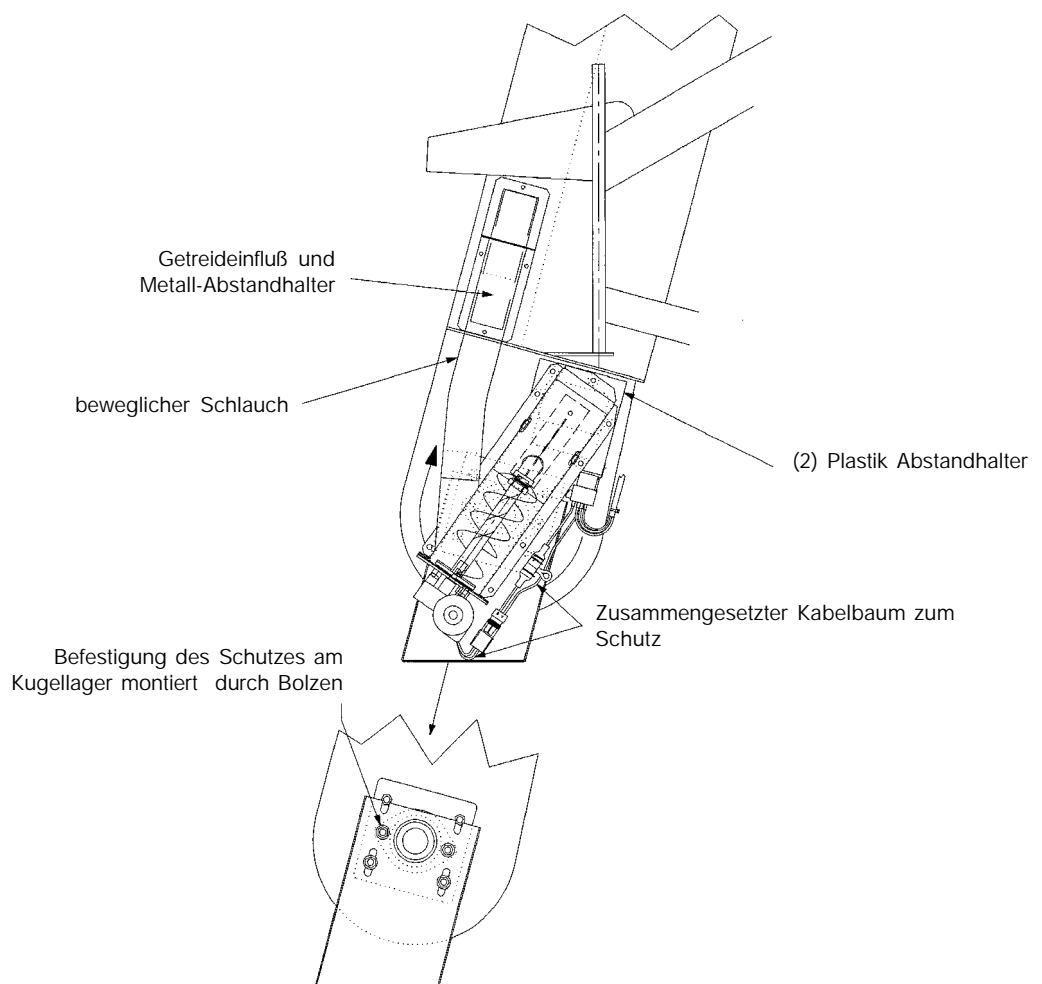 Getreideinfluß und
Metall-Abstandhalter
beweglicher Schlauch
(2) Plastik Abstandhalter
Zusammengesetzter Kabelbaum zum
Schutz
Befestigung des Schutzes am
Kugellager montiert durch Bolzen